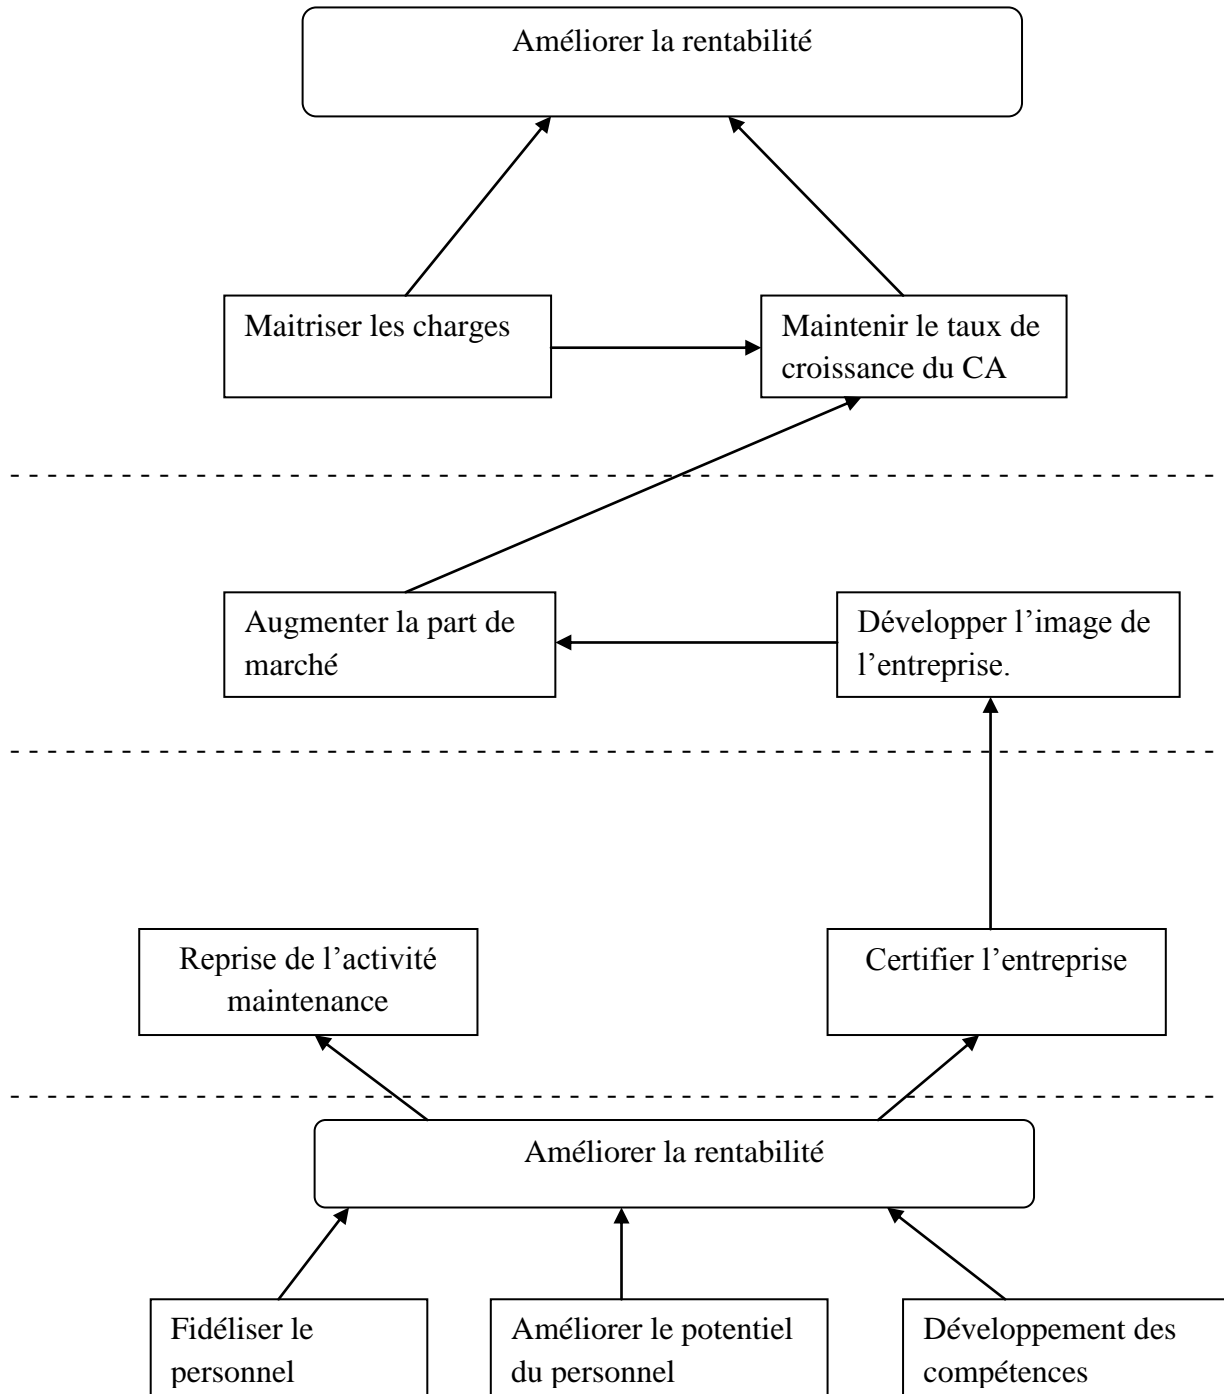 Améliorer la rentabilité
Maitriser les charges
Maintenir le taux de
croissance du CA
Augmenter la part de
marché
Développer l’image de
l’entreprise.
Reprise de l’activité
maintenance
Certifier l’entreprise
Améliorer la rentabilité
Fidéliser le
personnel
Améliorer le potentiel
du personnel
Développement des
compétences